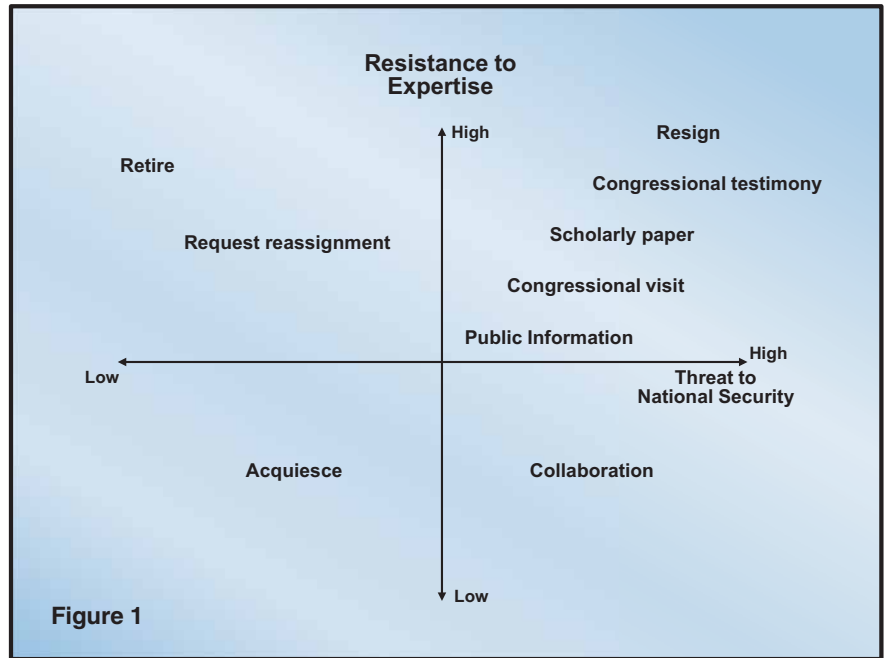 Resistance to
Expertise
High
Resign
Retire
Congressional testimony
Request reassignment
Scholarly paper
Congressional visit
Public Information
Low
High
Threat to
National Security
Acquiesce
Collaboration
Low
Figure 1